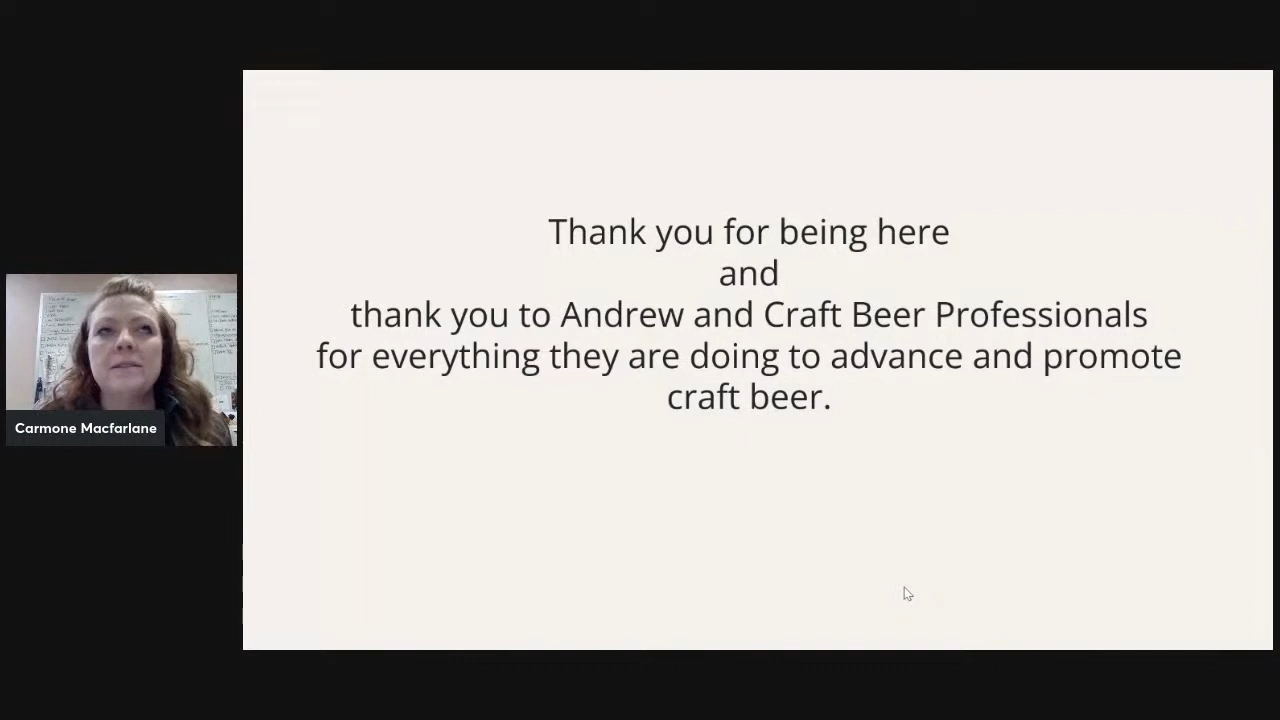 Thank you for being here
and
thank you to Andrew and Craft Beer Professionals
for everything they are doing to advance and promote
craft beer.
Carmone Macfarlane